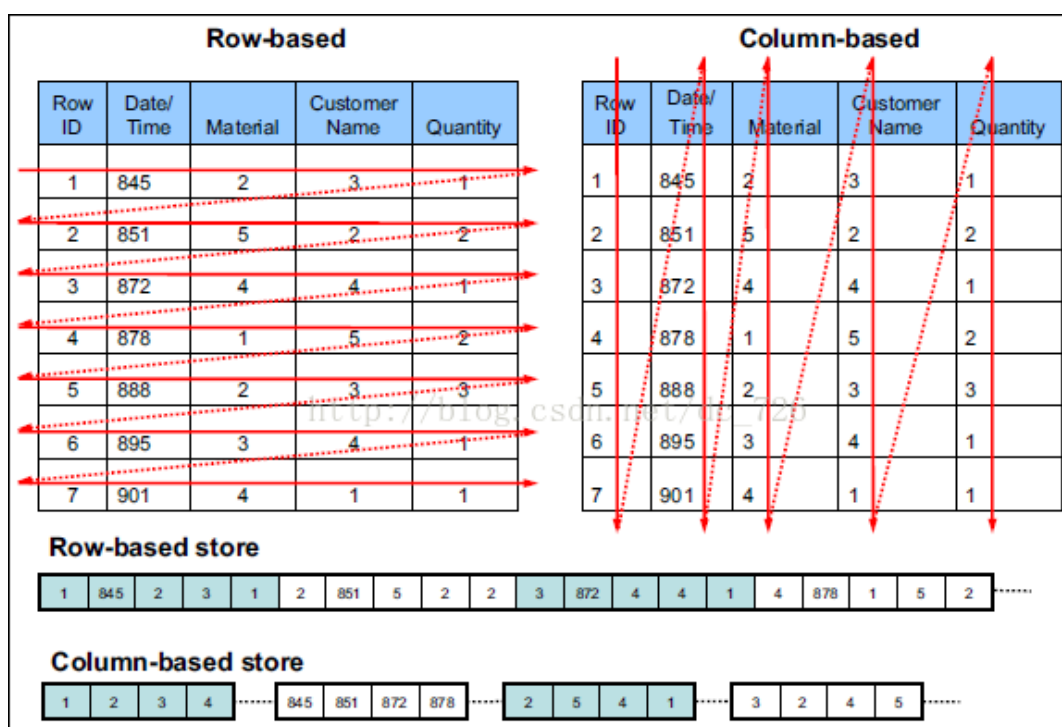 Row-based
Column-based
Row ID Date/Time Material Customer Name Quantity
1 845 2 3 1
2 851 5 2 2
3 872 4 4 1
4 878 1 5 2
5 888 2 3 3
6 895 3 4 1
7 901 4 1 1
Row ID Date/Time Material Customer Name Quantity
1 845 2 3 1
2 851 5 2 2
3 872 4 4 1
4 878 1 5 2
5 888 2 3 3
6 895 3 4 1
7 901 4 1 1
Row-based store
1 845 2 3 1 2 851 5 2 2 3 872 4 4 1 4 878 1 5 2
Column-based store
1 2 3 4 845 851 872 878 2 5 4 1 3 2 4 5